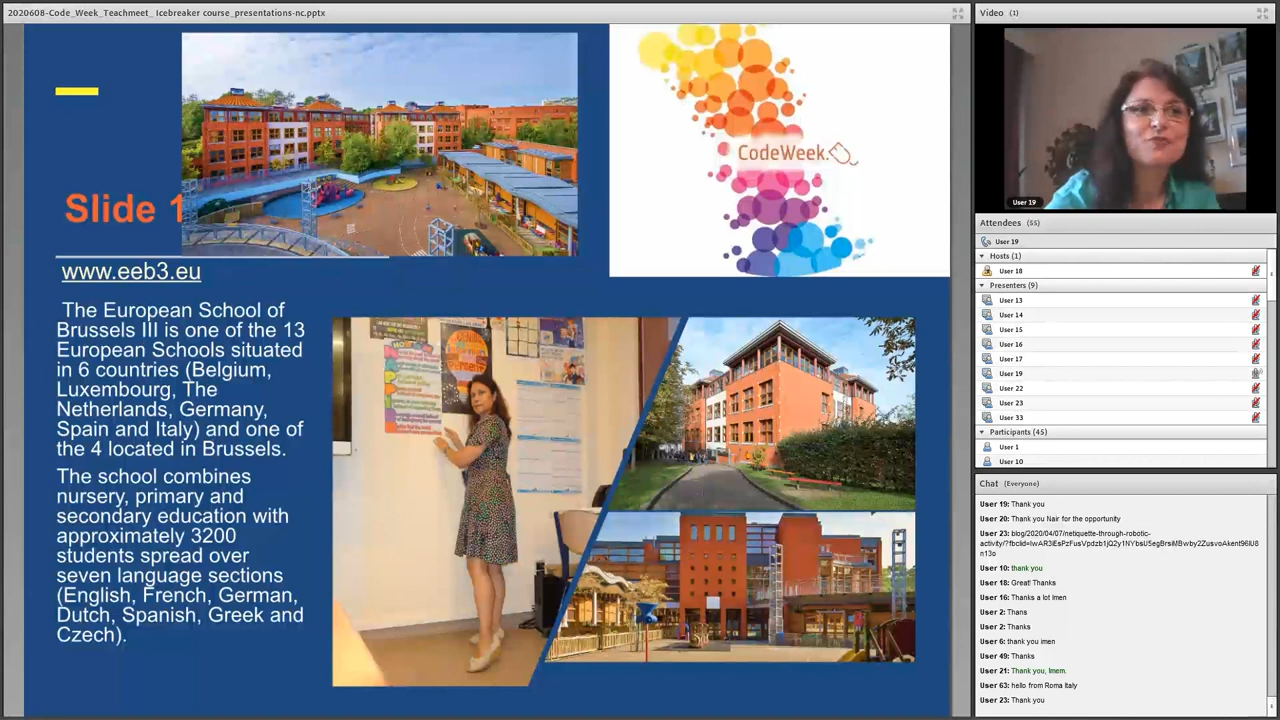 2020608-Code_Week_Teachmeet_ Icebreaker course_presentations-nc.pptx
CodeWeek.
Slide 1
www.eeb3.eu
The European School of
Brussels III is one of the 13
European Schools situated
in 6 countries (Belgium,
Luxembourg, The
Netherlands, Germany,
Spain and Italy) and one of
the 4 located in Brussels.
The school combines
nursery, primary and
secondary education with
approximately 3200
students spread over
seven language sections
(English, French, German,
Dutch, Spanish, Greek and
Czech).
Video (1)
User 19
Attendees (55)
User 19
Hosts (1)
User 18
Presenters (9)
User 13
User 14
User 15
User 16
User 17
User 19
User 22
User 23
User 33
Participants (45)
User 1
User 10
Chat (Everyone)
User 19: Thank you
User 20: Thank you Nair for the opportunity
User 23: blog/2020/04/07/netiquette-through-robotic-
n13o
User 10: thank you
User 18: Great! Thanks
User 16: Thanks a lot Imen
User 2: Thans
User 2: Thanks
User 6: thank you imen
User 49: Thanks
User 21: Thank you, Imem.
User 63: hello from Roma Italy
User 23: Thank you